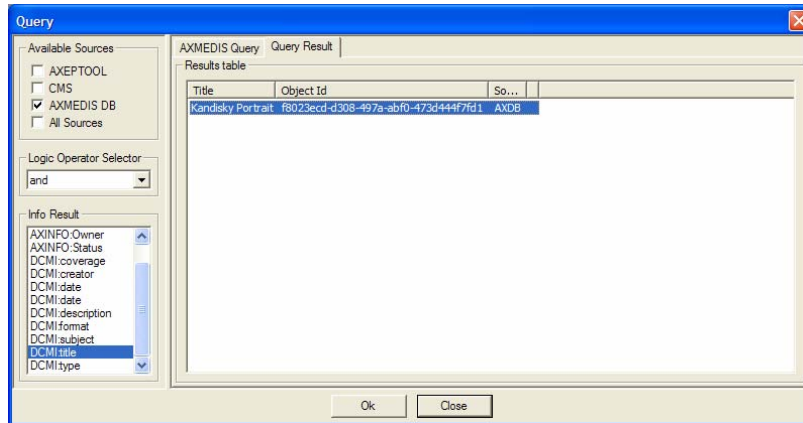 Query
Available Sources
AXEPTOOL
CMS
AXMEDIS DB
All Sources
Logic Operator Selector
and
Info Result
AXINFO:Owner
AXINFO:Status
DCMI:coverage
DCMI:creator
DCMI:date
DCMI:date
DCMI:description
DCMI:format
DCMI:subject
DCMI:title
DCMI:type
AXMEDIS Query Query Result
Results table
Title Object Id So...
Kandisky Portrait f8023ecd-d308-497a-abf0-473d444f7fd1 AXDB
Ok Close